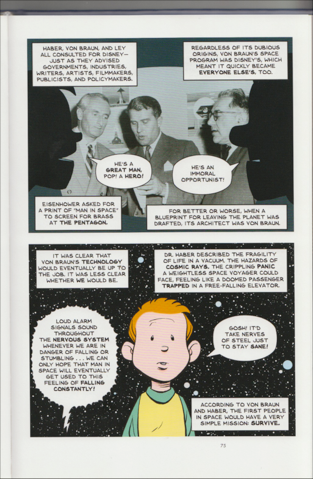 HABER, VON BRAUN, AND LEY
ALL CONSULTED FOR DISNEY—
JUST AS THEY ADVISED
GOVERNMENTS, INDUSTRIES,
WRITERS, ARTISTS, FILMMAKERS,
PUBLICISTS, AND POLICYMAKERS.
REGARDLESS OF ITS DUBIOUS
ORIGINS, VON BRAUN'S SPACE
PROGRAM WAS DISNEY'S, WHICH
MEANT IT QUICKLY BECAME
EVERYONE ELSE'S, TOO.
HE'S A
GREAT MAN,
POP! A HERO!
HE'S AN
IMMORAL
OPPORTUNIST!
EISENHOWER ASKED FOR
A PRINT OF "MAN IN SPACE"
TO SCREEN FOR BRASS
AT THE PENTAGON.
FOR BETTER OR WORSE, WHEN A
BLUEPRINT FOR LEAVING THE PLANET WAS
DRAFTED, ITS ARCHITECT WAS VON BRAUN.
IT WAS CLEAR THAT
VON BRAUN'S TECHNOLOGY
WOULD EVENTUALLY BE UP TO
THE JOB. IT WAS LESS CLEAR
WHETHER WE WOULD BE.
DR. HABER DESCRIBED THE FRAGILITY
OF LIFE IN A VACUUM, THE HAZARDS OF
COSMIC RAYS, THE CRIPPLING PANIC
A WEIGHTLESS SPACE VOYAGER COULD
FACE, FEELING LIKE A DOOMED PASSENGER
TRAPPED IN A FREE-FALLING ELEVATOR.
LOUD ALARM
SIGNALS SOUND
THROUGHOUT
THE NERVOUS SYSTEM
WHENEVER WE ARE IN
DANGER OF FALLING OR
STUMBLING . . . WE CAN
ONLY HOPE THAT MAN IN
SPACE WILL EVENTUALLY
GET USED TO THIS
FEELING OF FALLING
CONSTANTLY!
GOSH! IT'D
TAKE NERVES
OF STEEL JUST
TO STAY SANE!
ACCORDING TO VON BRAUN
AND HABER, THE FIRST PEOPLE
IN SPACE WOULD HAVE A VERY
SIMPLE MISSION: SURVIVE.
73